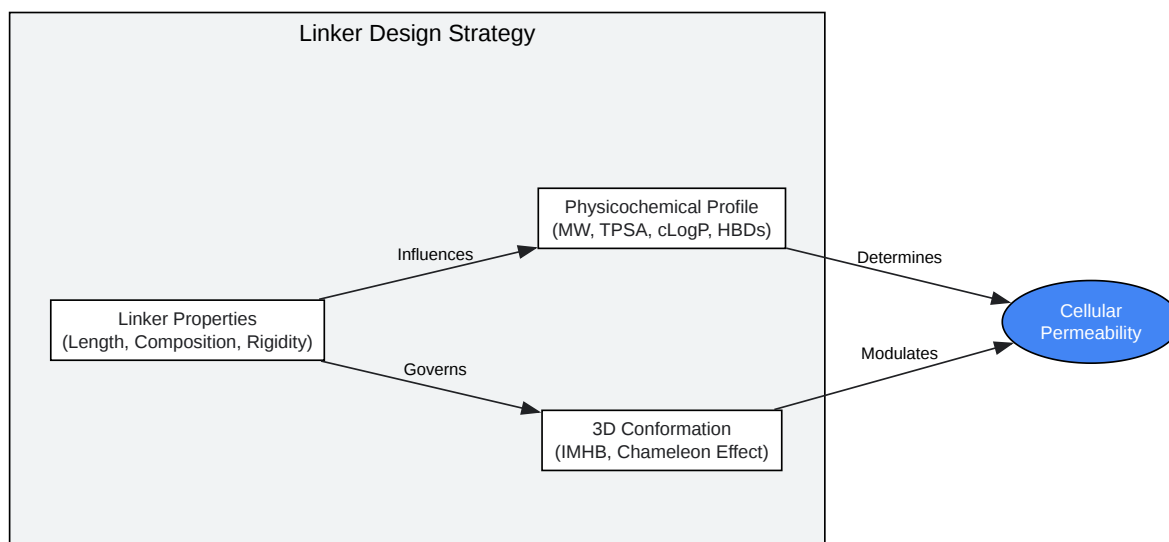 Linker Design Strategy
Physicochemical Profile
(MW, TPSA, cLogP, HBDs)
Influences
Determines
Linker Properties
(Length, Composition, Rigidity)
Cellular
Permeability
Governs
Modulates
3D Conformation
(IMHB, Chameleon Effect)